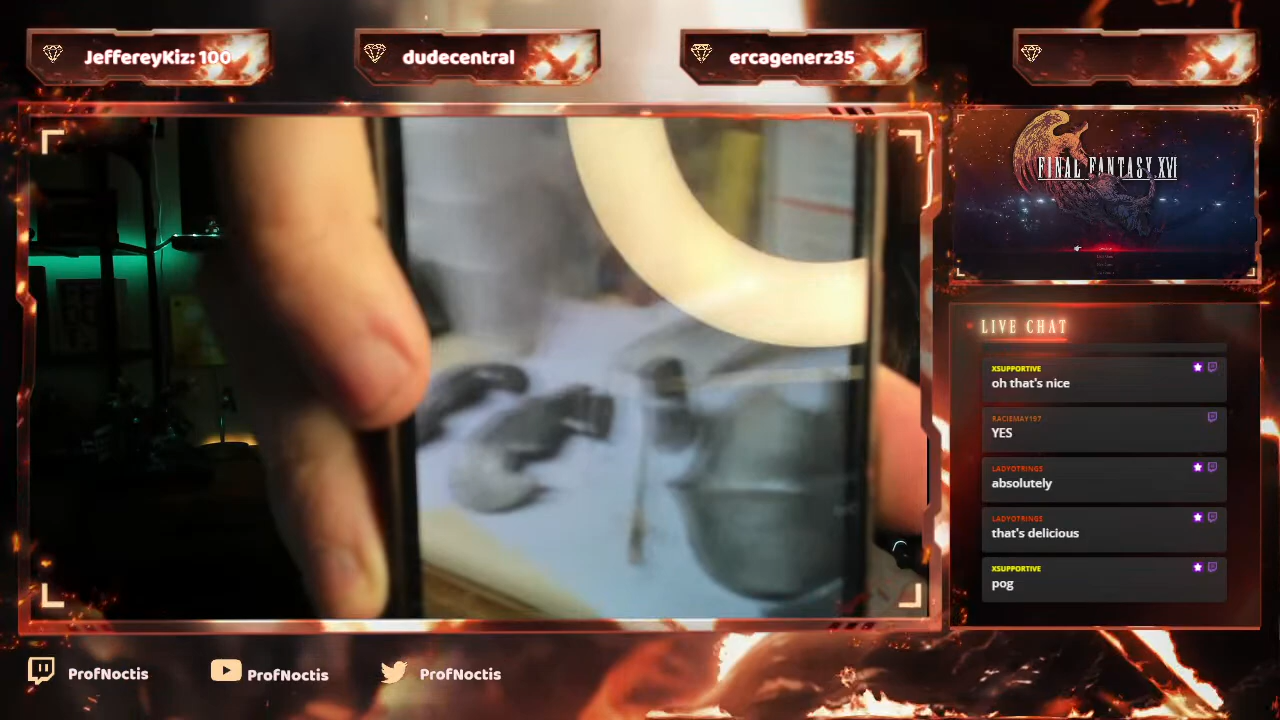 JeffereyKiz: 100
dudecentral
ercagenerz35
FINAL FANTASY XVI
LIVE CHAT
XSUPPORTIVE
oh that's nice
RACIEMAY197
YES
LADYOTRINGS
absolutely
LADYOTRINGS
that's delicious
XSUPPORTIVE
pog
ProfNoctis
ProfNoctis
ProfNoctis